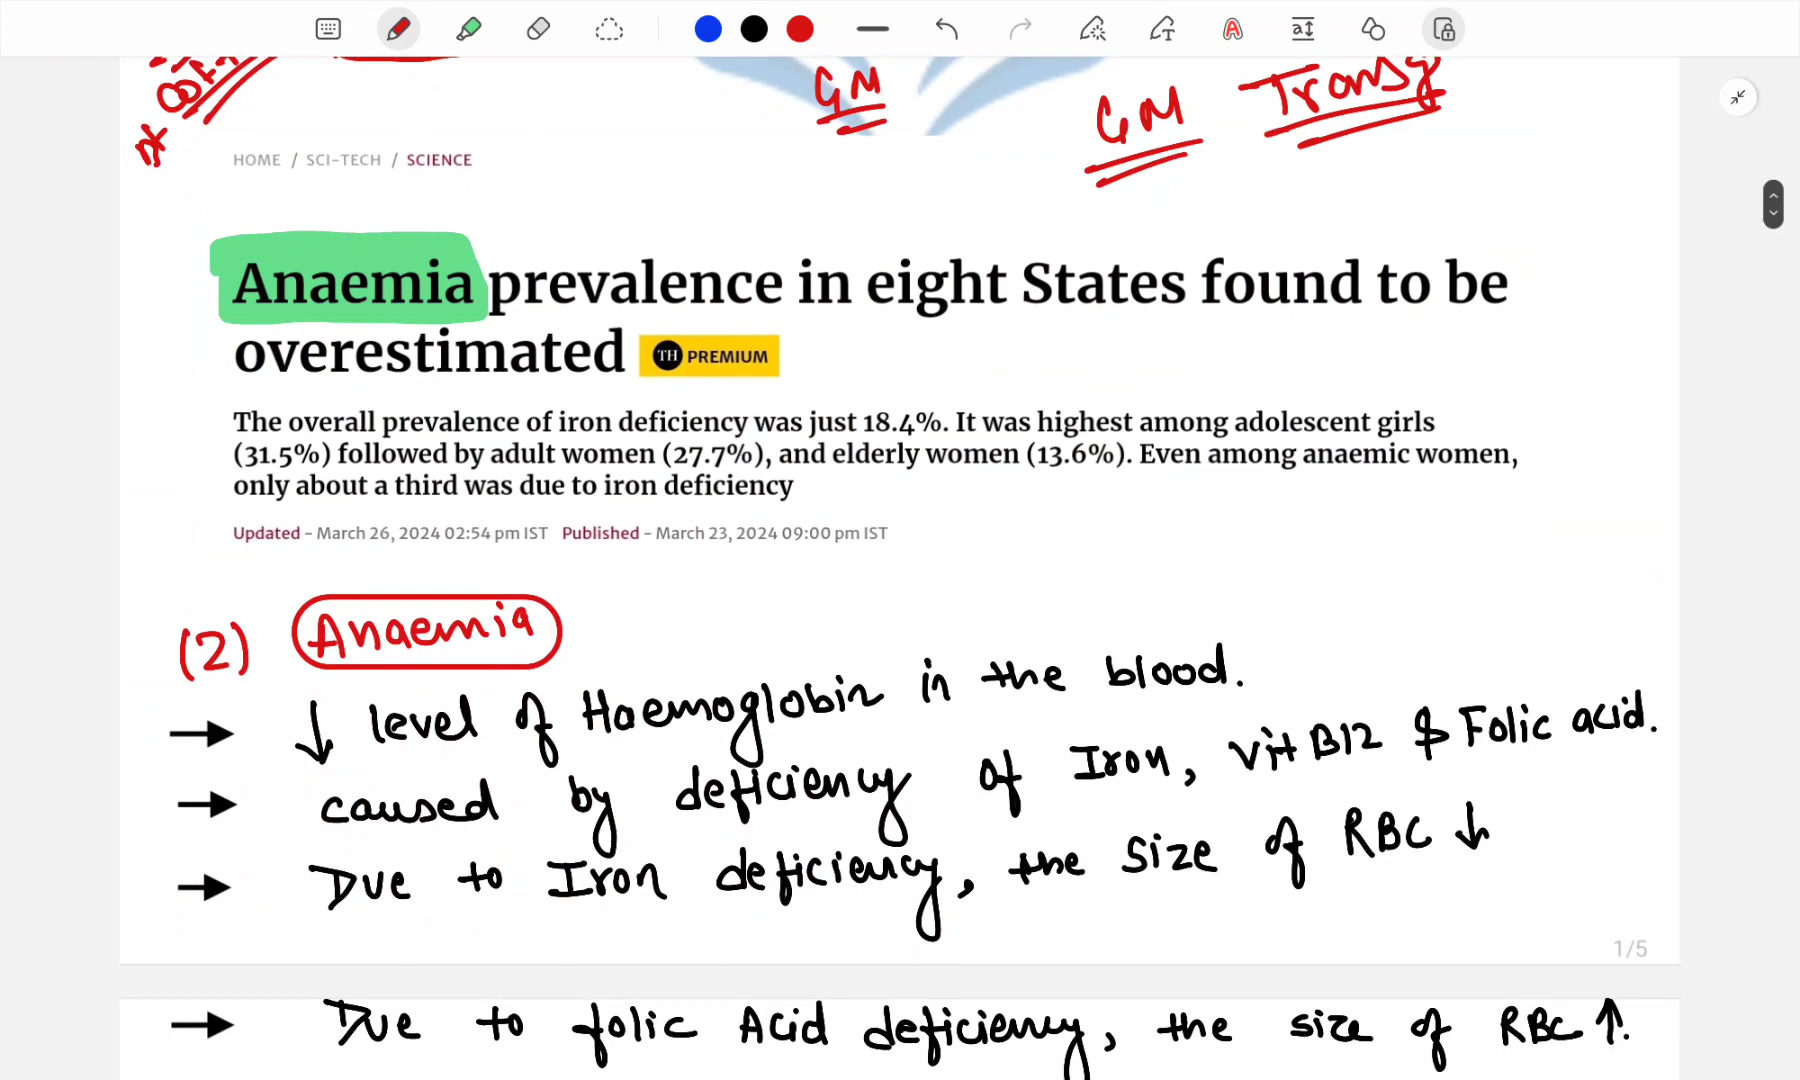 GM
GM Transg
HOME / SCI-TECH / SCIENCE
Anaemia prevalence in eight States found to be
overestimated TH PREMIUM
The overall prevalence of iron deficiency was just 18.4%. It was highest among adolescent girls
(31.5%) followed by adult women (27.7%), and elderly women (13.6%). Even among anaemic women,
only about a third was due to iron deficiency
Updated - March 26, 2024 02:54 pm IST Published - March 23, 2024 09:00 pm IST
(2) Anaemia
→ ↓ level of Haemoglobin in the blood.
→ caused by deficiency of Iron, Vit B12 & Folic acid.
→ Due to Iron deficiency, the size of RBC ↓
1/5
→ Due to folic Acid deficiency, the size of RBC ↑.